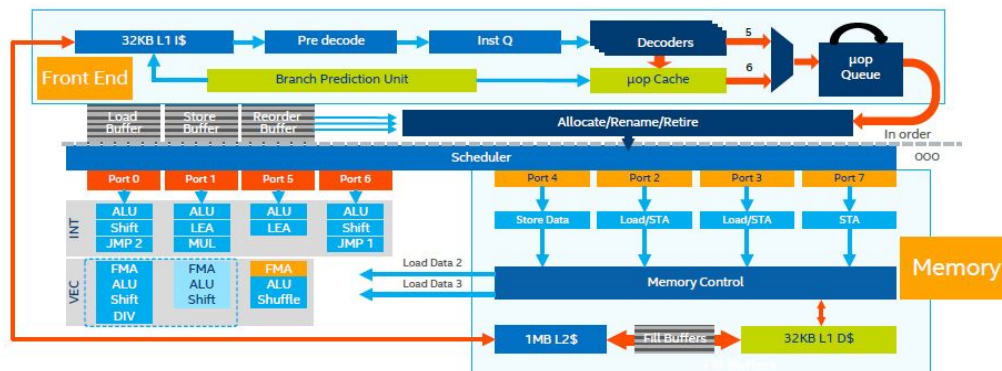 32KB L1 I$
Pre decode
Inst Q
Decoders
5
Front End
Branch Prediction Unit
μop Cache
6
μop
Queue
Load
Buffer
Store
Buffer
Reorder
Buffer
Allocate/Rename/Retire
In order
OOO
Scheduler
Port 0
Port 1
Port 5
Port 6
Port 4
Port 2
Port 3
Port 7
INT
ALU
Shift
JMP 2
ALU
LEA
MUL
ALU
LEA
ALU
Shift
JMP 1
Store Data
Load/STA
Load/STA
STA
VEC
FMA
ALU
Shift
DIV
FMA
ALU
Shift
FMA
ALU
Shuffle
Load Data 2
Load Data 3
Memory Control
Memory
1MB L2$
Fill Buffers
32KB L1 D$